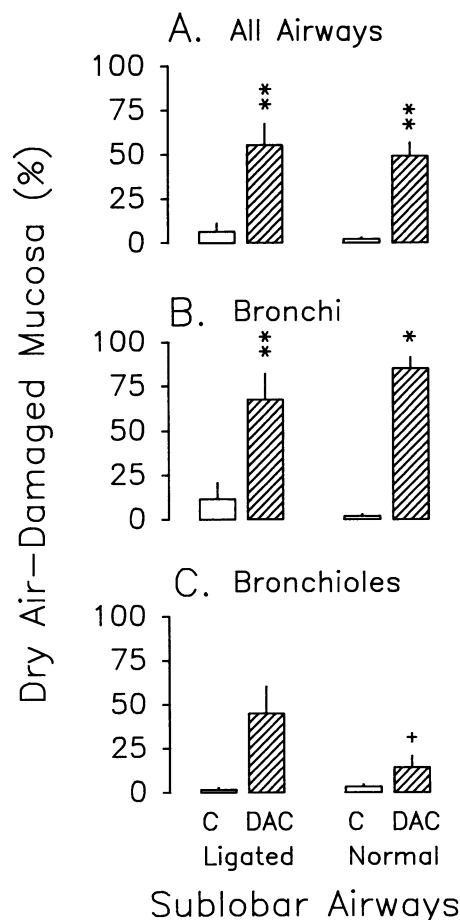 A. All Airways
100
75
50
25
0
**
**
B. Bronchi
100
75
50
25
0
**
*
C. Bronchioles
100
75
50
25
0
+
C DAC C DAC
Ligated Normal
Sublobar Airways
Dry Air-Damaged Mucosa (%)